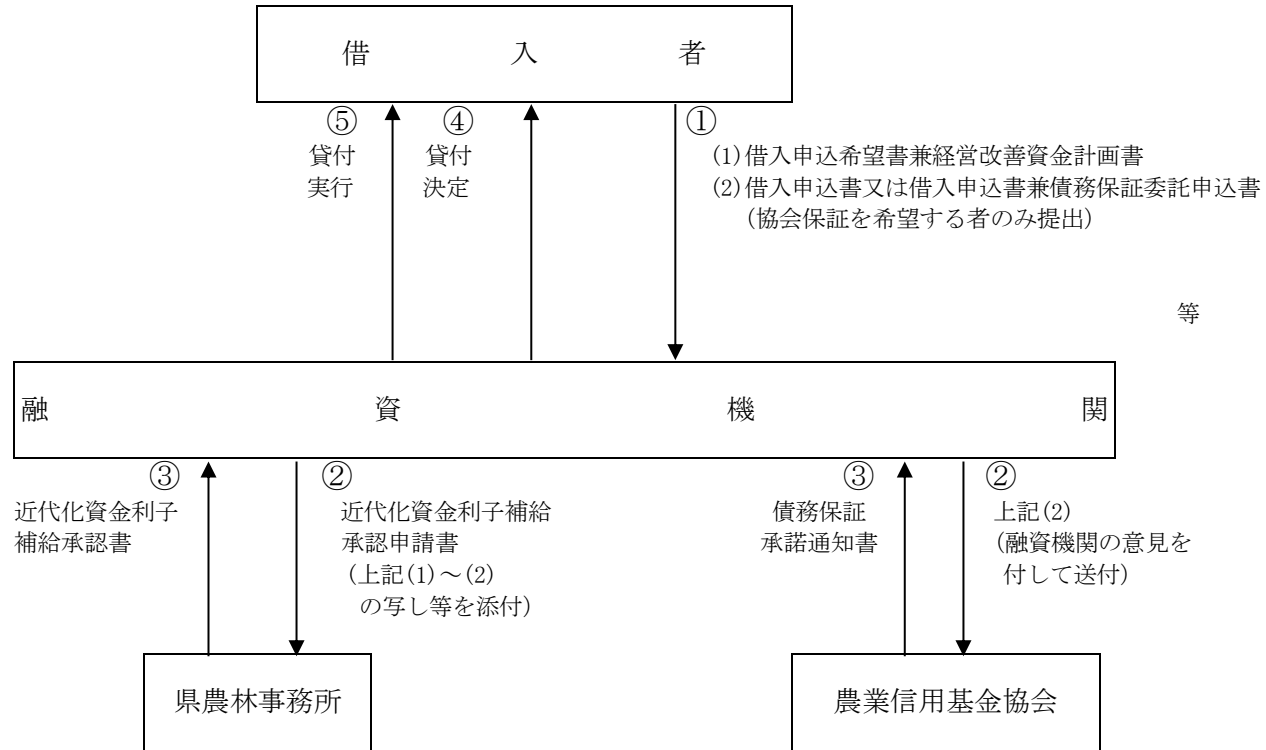 借入者
⑤
貸付
実行
④
貸付
決定
①
(1)借入申込希望書兼経営改善資金計画書
(2)借入申込書又は借入申込書兼債務保証委託申込書
(協会保証を希望する者のみ提出)
等
融資機関
③
近代化資金利子
補給承認書
②
近代化資金利子補給
承認申請書
(上記(1)～(2)
の写し等を添付)
③
債務保証
承諾通知書
②
上記(2)
(融資機関の意見を
付して送付)
県農林事務所
農業信用基金協会